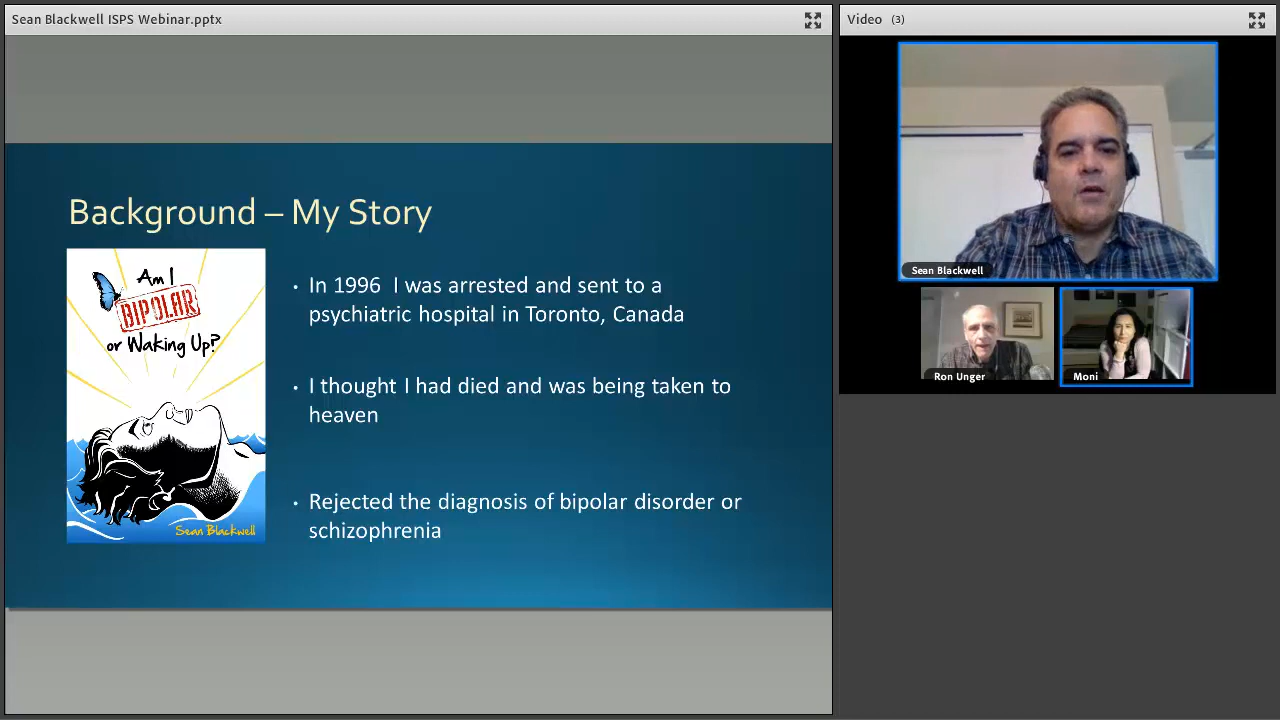 Sean Blackwell ISPS Webinar.pptx
Video (3)
Background – My Story
Am I
BIPOLAR
or Waking Up?
Sean Blackwell
• In 1996  I was arrested and sent to a
psychiatric hospital in Toronto, Canada
• I thought I had died and was being taken to
heaven
• Rejected the diagnosis of bipolar disorder or
schizophrenia
Sean Blackwell
Ron Unger
Moni